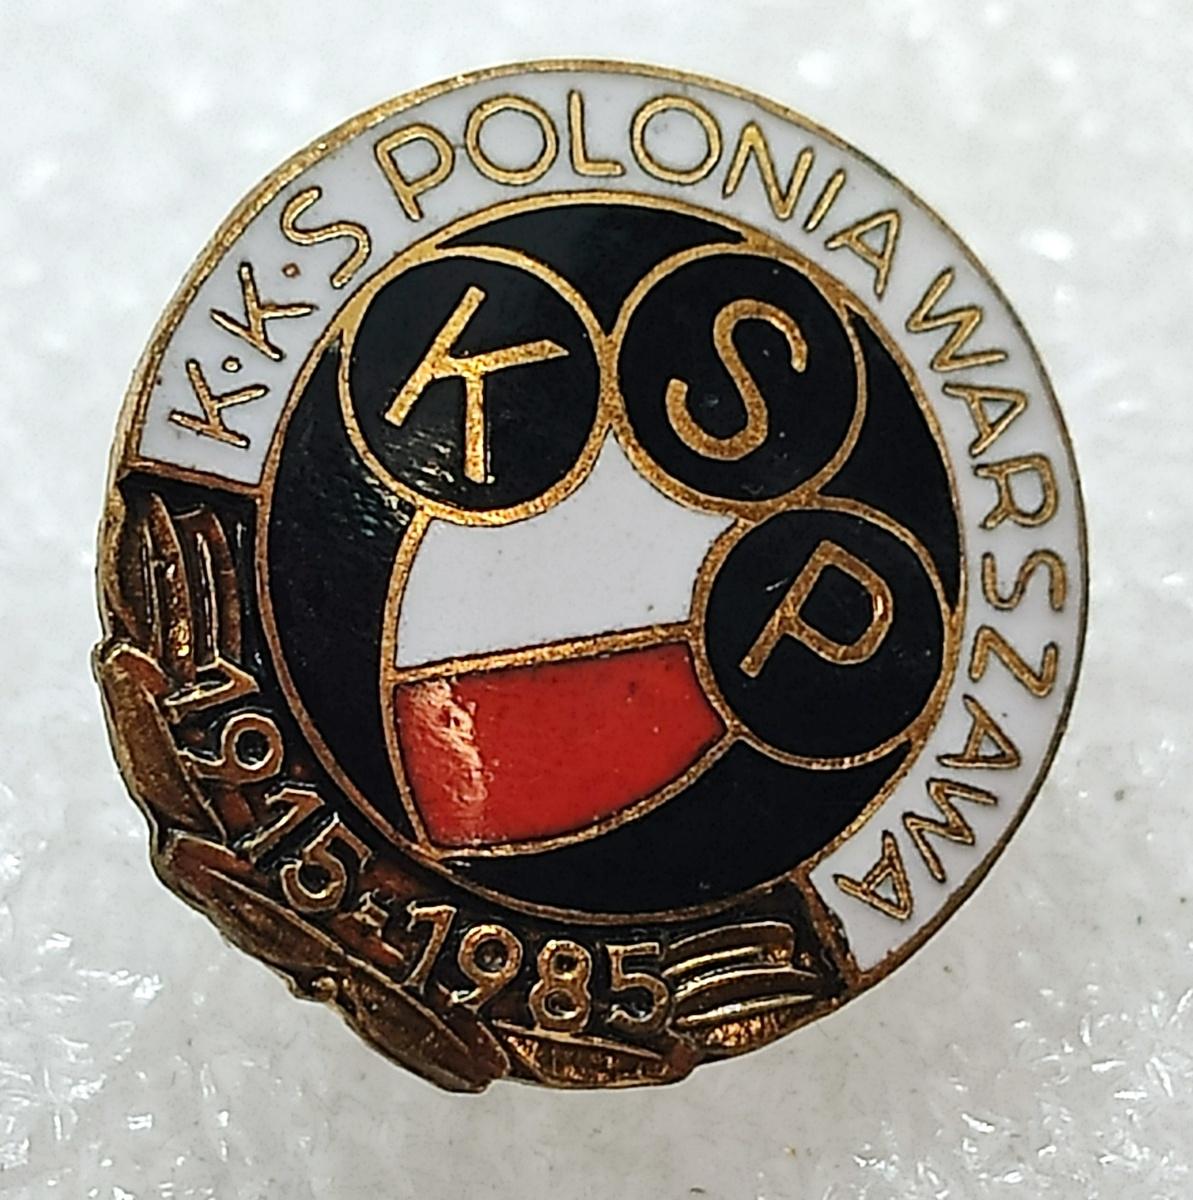 K·K·S POLONIA WARSZAWA
K S P
1915-1985